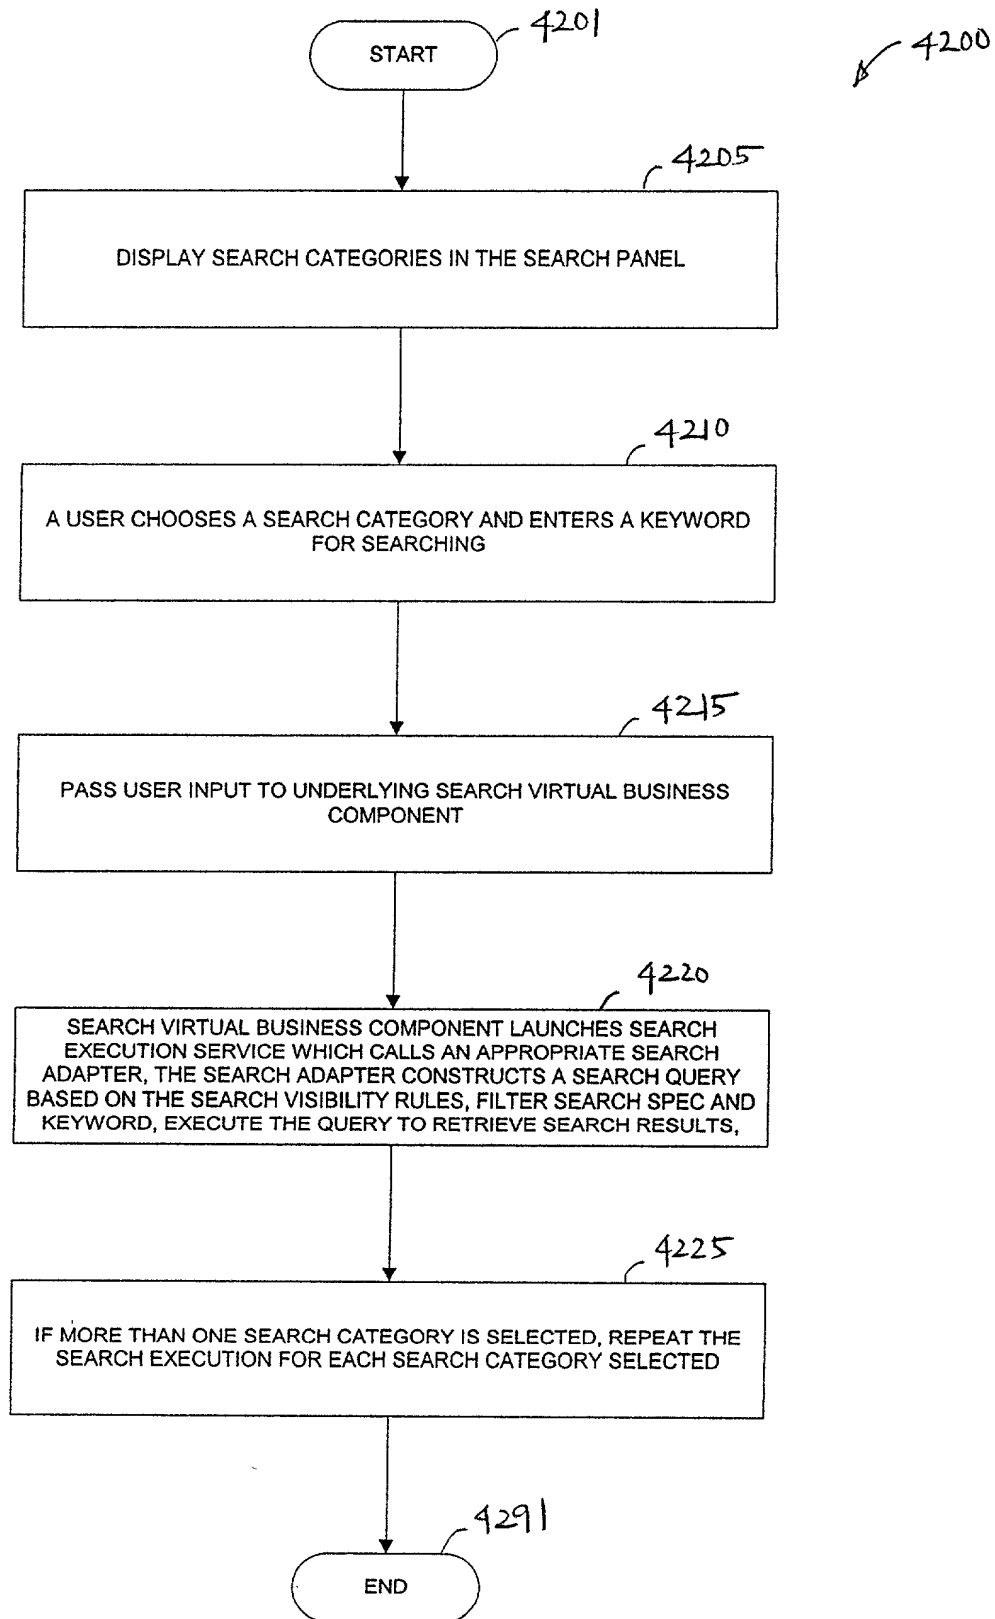 START
4201
4200
4205
DISPLAY SEARCH CATEGORIES IN THE SEARCH PANEL
4210
A USER CHOOSES A SEARCH CATEGORY AND ENTERS A KEYWORD
FOR SEARCHING
4215
PASS USER INPUT TO UNDERLYING SEARCH VIRTUAL BUSINESS
COMPONENT
4220
SEARCH VIRTUAL BUSINESS COMPONENT LAUNCHES SEARCH
EXECUTION SERVICE WHICH CALLS AN APPROPRIATE SEARCH
ADAPTER, THE SEARCH ADAPTER CONSTRUCTS A SEARCH QUERY
BASED ON THE SEARCH VISIBILITY RULES, FILTER SEARCH SPEC AND
KEYWORD, EXECUTE THE QUERY TO RETRIEVE SEARCH RESULTS,
4225
IF MORE THAN ONE SEARCH CATEGORY IS SELECTED, REPEAT THE
SEARCH EXECUTION FOR EACH SEARCH CATEGORY SELECTED
4291
END